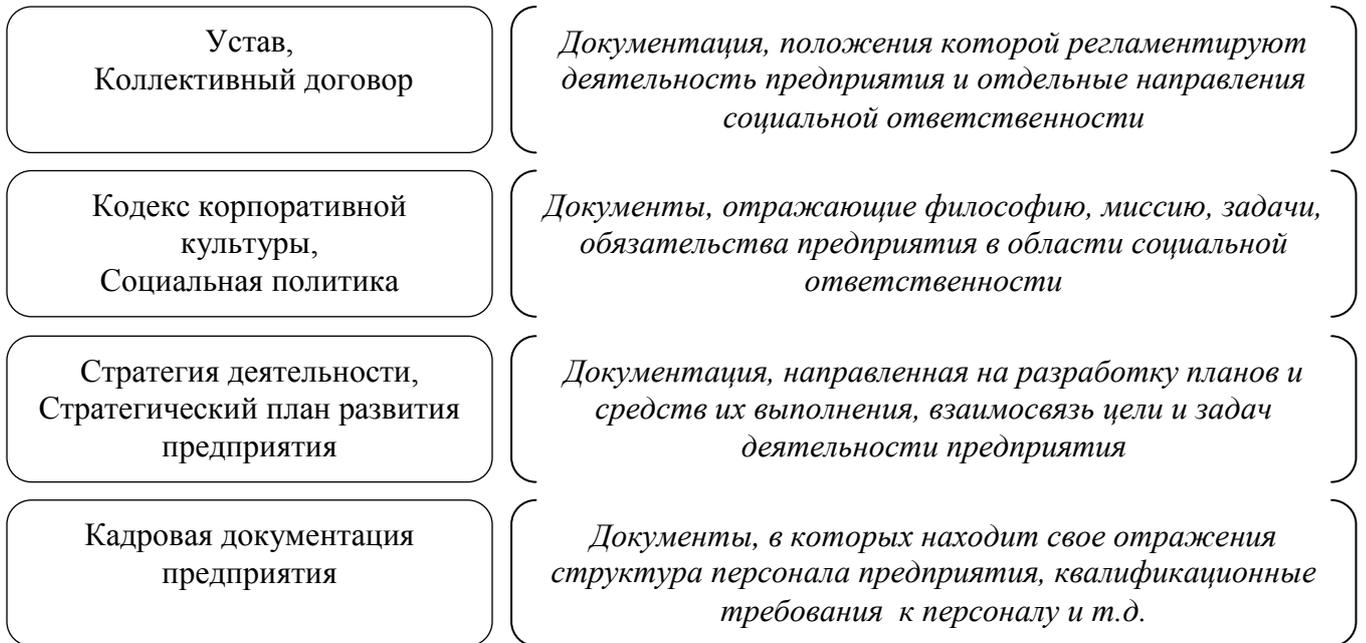 Устав,
Коллективный договор
Документация, положения которой регламентируют
деятельность предприятия и отдельные направления
социальной ответственности
Кодекс корпоративной
культуры,
Социальная политика
Документы, отражающие философию, миссию, задачи,
обязательства предприятия в области социальной
ответственности
Стратегия деятельности,
Стратегический план развития
предприятия
Документация, направленная на разработку планов и
средств их выполнения, взаимосвязь цели и задач
деятельности предприятия
Кадровая документация
предприятия
Документы, в которых находит свое отражения
структура персонала предприятия, квалификационные
требования к персоналу и т.д.